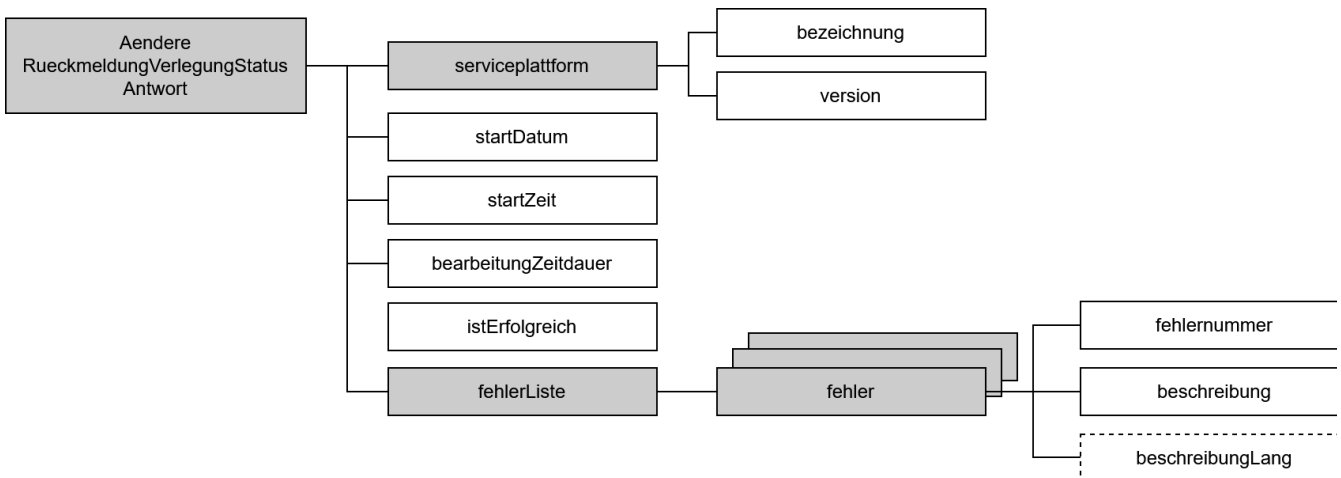 Aendere
RueckmeldungVerlegungStatus
Antwort
serviceplattform
bezeichnung
version
startDatum
startZeit
bearbeitungZeitdauer
istErfolgreich
fehlerListe
fehler
fehlernummer
beschreibung
beschreibungLang